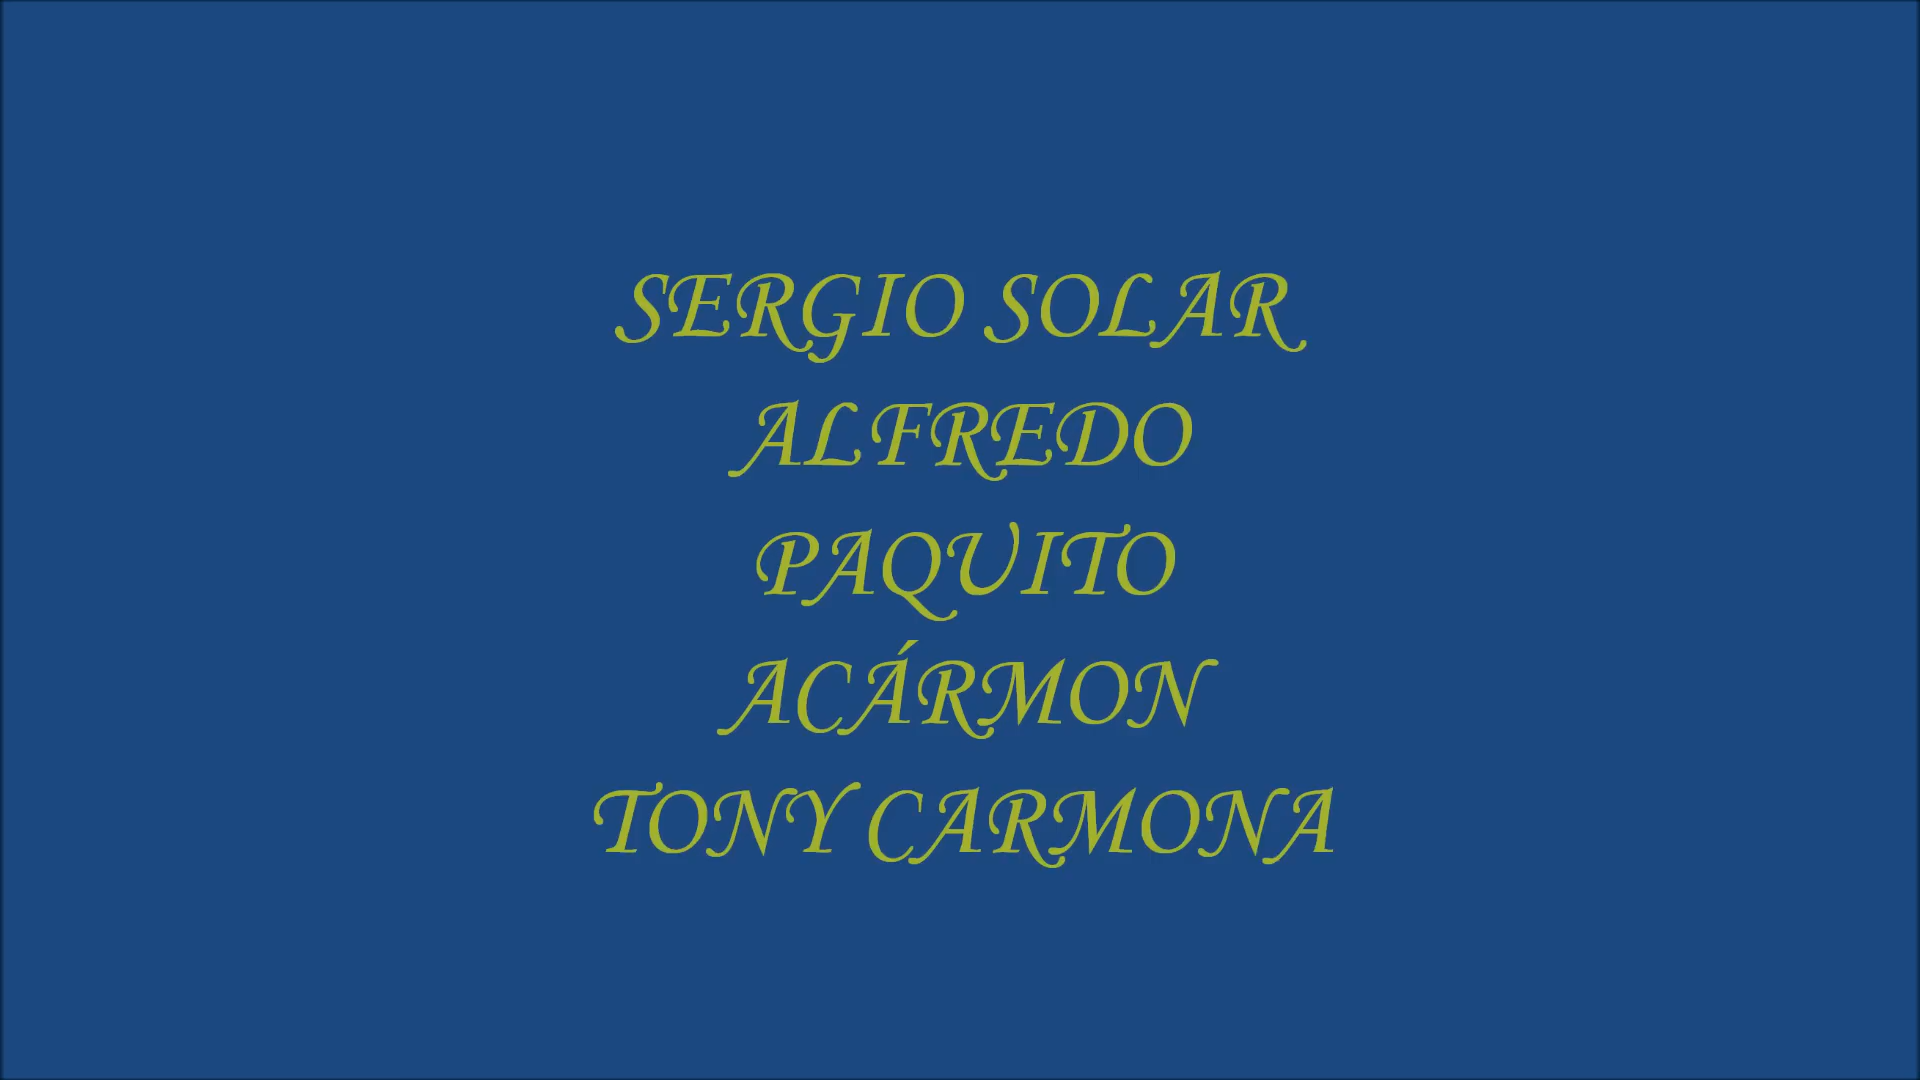 SERGIO SOLAR
ALFREDO
PAQUITO
ACÁRMON
TONY CARMONA